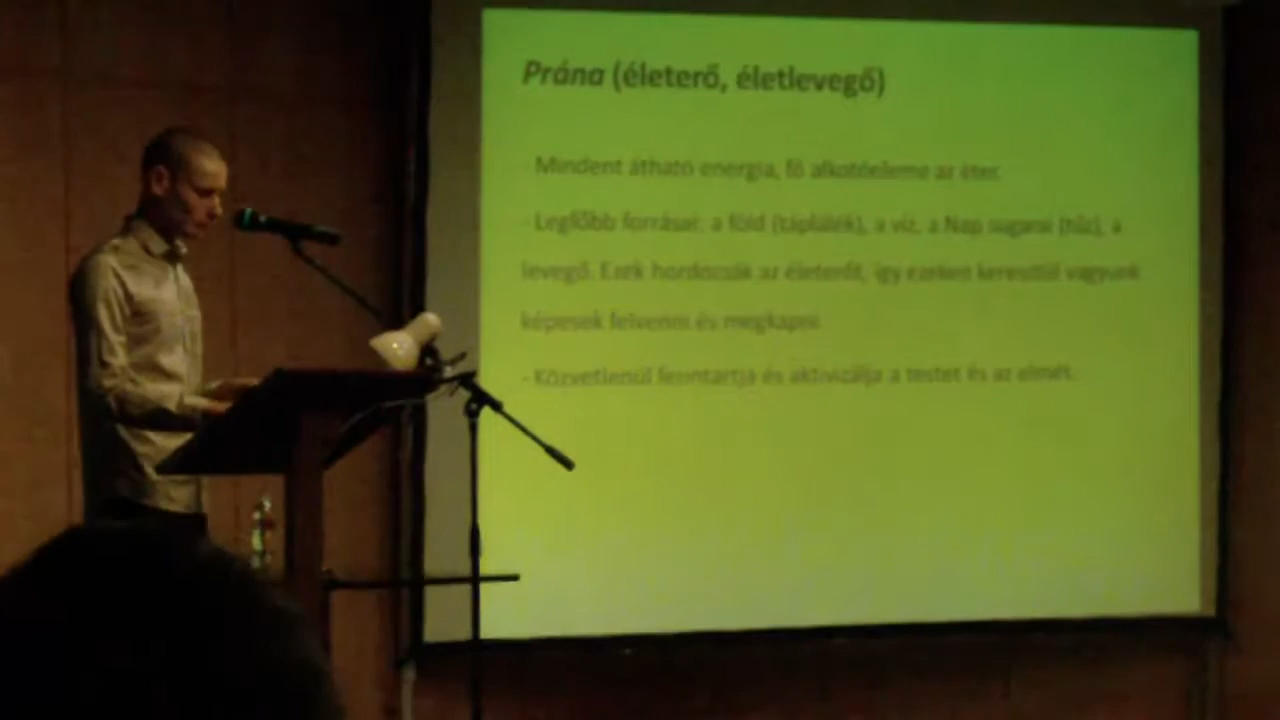 Prána (életerő, életlevegő)
Mindent átható energia, fő alkotóeleme az éter.
- Legfőbb forrásai: a föld (táplálék), a víz, a Nap sugarai (tűz), a
levegő. Ezek hordozzák az életerőt, így ezeken keresztül vagyunk
képesek felvenni és megkapni.
- Közvetlenül fenntartja és aktivizálja a testet és az elmét.